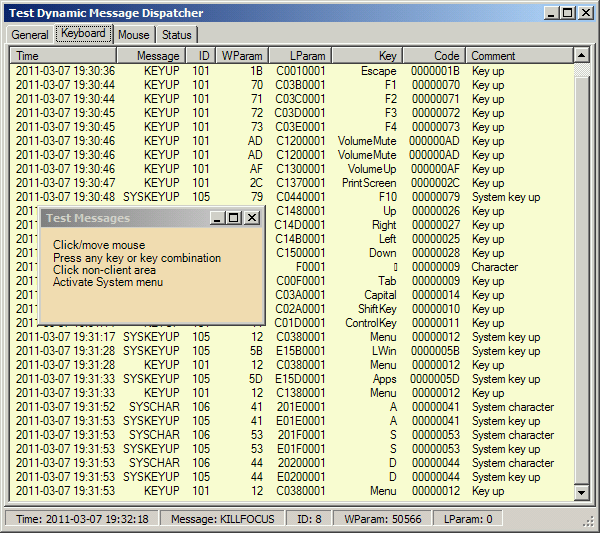 Test Dynamic Message Dispatcher
General Keyboard Mouse Status
Time Message ID WParam LParam Key Code Comment
2011-03-07 19:30:36 KEYUP 101 1B C0010001 Escape 0000001B Key up
2011-03-07 19:30:44 KEYUP 101 70 C03B0001 F1 00000070 Key up
2011-03-07 19:30:44 KEYUP 101 71 C03C0001 F2 00000071 Key up
2011-03-07 19:30:45 KEYUP 101 72 C03D0001 F3 00000072 Key up
2011-03-07 19:30:45 KEYUP 101 73 C03E0001 F4 00000073 Key up
2011-03-07 19:30:46 KEYUP 101 AD C1200001 VolumeMute 000000AD Key up
2011-03-07 19:30:46 KEYUP 101 AD C1200001 VolumeMute 000000AD Key up
2011-03-07 19:30:46 KEYUP 101 AF C1300001 VolumeUp 000000AF Key up
2011-03-07 19:30:47 KEYUP 101 2C C1370001 PrintScreen 0000002C Key up
2011-03-07 19:30:48 SYSKEYUP 105 79 C0440001 F10 00000079 System key up
C1480001 Up 00000026 Key up
C14D0001 Right 00000027 Key up
C14B0001 Left 00000025 Key up
C1500001 Down 00000028 Key up
F0001 00000009 Character
C00F0001 Tab 00000009 Key up
C03A0001 Capital 00000014 Key up
C02A0001 ShiftKey 00000010 Key up
C01D0001 ControlKey 00000011 Key up
Test Messages
Click/move mouse
Press any key or key combination
Click non-client area
Activate System menu
2011-03-07 19:31:17 SYSKEYUP 105 12 C0380001 Menu 00000012 System key up
2011-03-07 19:31:28 SYSKEYUP 105 5B E15B0001 LWin 0000005B System key up
2011-03-07 19:31:28 KEYUP 101 12 C0380001 Menu 00000012 Key up
2011-03-07 19:31:33 SYSKEYUP 105 5D E15D0001 Apps 0000005D System key up
2011-03-07 19:31:33 KEYUP 101 12 C1380001 Menu 00000012 Key up
2011-03-07 19:31:52 SYSCHAR 106 41 201E0001 A 00000041 System character
2011-03-07 19:31:53 SYSKEYUP 105 41 E01E0001 A 00000041 System key up
2011-03-07 19:31:53 SYSCHAR 106 53 201F0001 S 00000053 System character
2011-03-07 19:31:53 SYSKEYUP 105 53 E01F0001 S 00000053 System key up
2011-03-07 19:31:53 SYSCHAR 106 44 20200001 D 00000044 System character
2011-03-07 19:31:53 SYSKEYUP 105 44 E0200001 D 00000044 System key up
2011-03-07 19:31:53 KEYUP 101 12 C0380001 Menu 00000012 Key up
Time: 2011-03-07 19:32:18 Message: KILLFOCUS ID: 8 WParam: 50566 LParam: 0